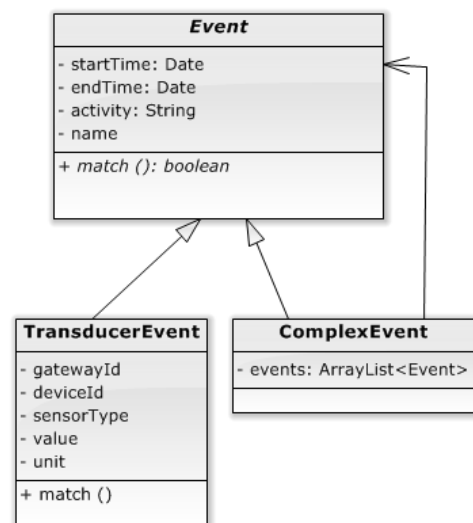 Event
- startTime: Date
- endTime: Date
- activity: String
- name
+ match (): boolean
TransducerEvent
- gatewayId
- deviceId
- sensorType
- value
- unit
+ match ()
ComplexEvent
- events: ArrayList<Event>